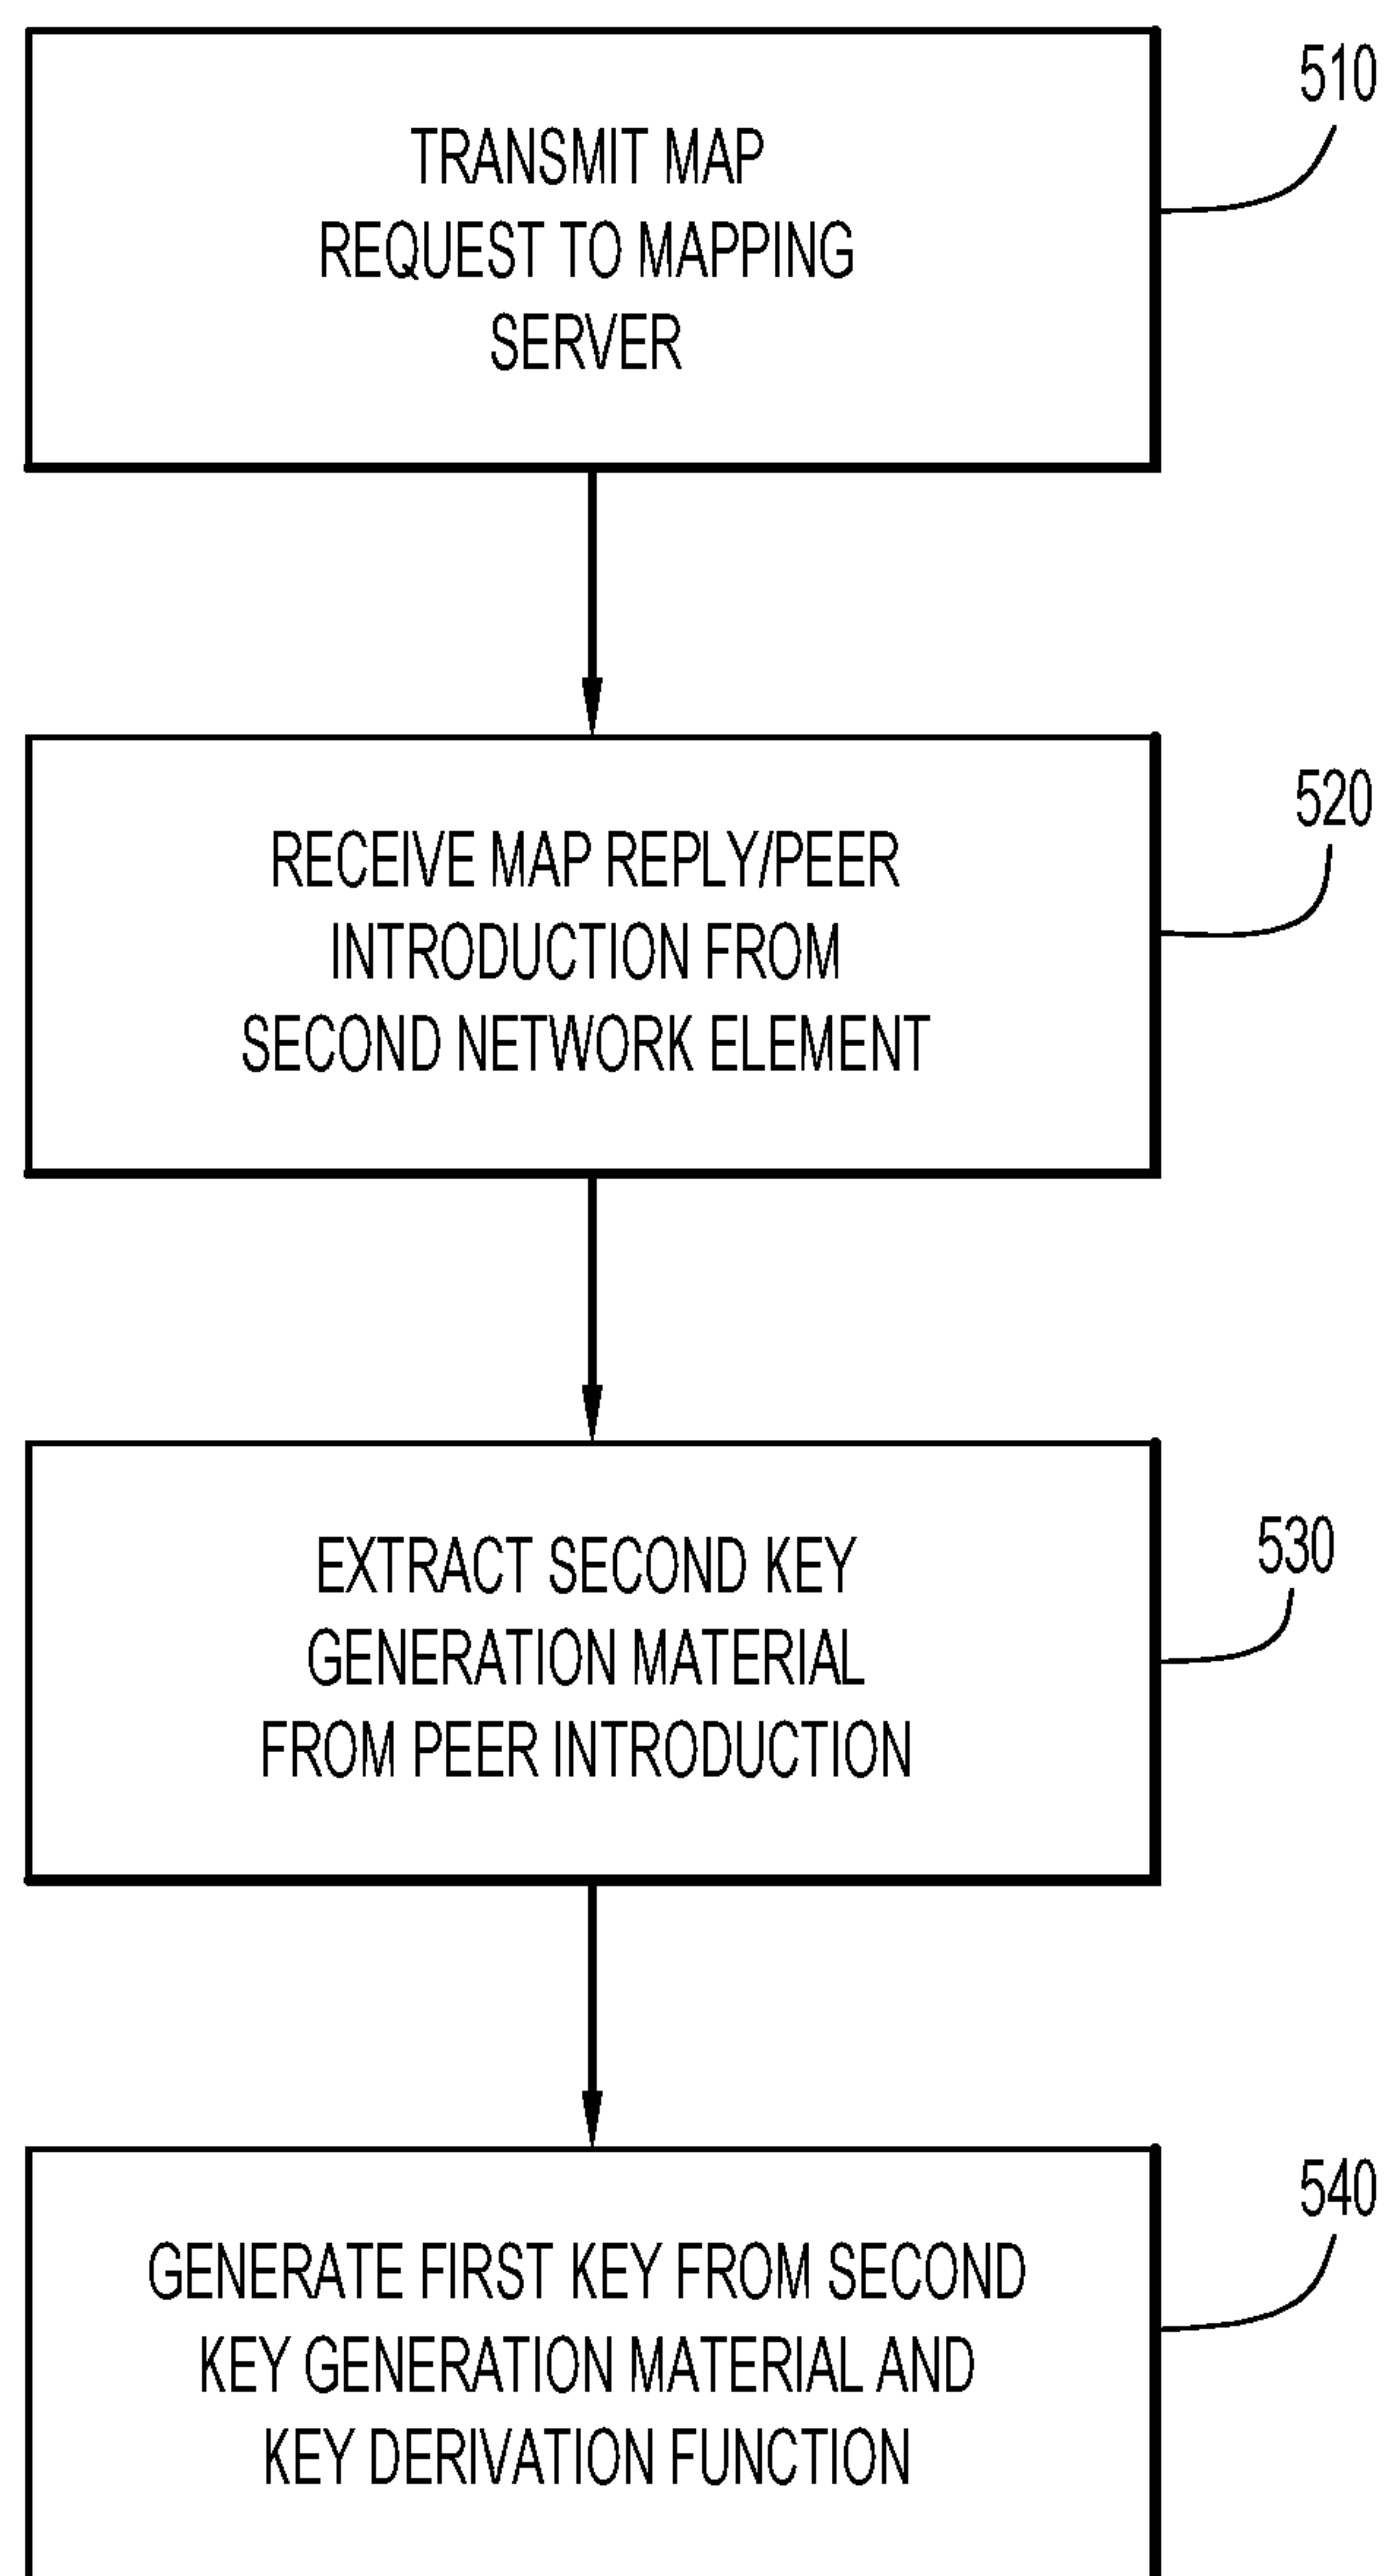 510
TRANSMIT MAP
REQUEST TO MAPPING
SERVER
520
RECEIVE MAP REPLY/PEER
INTRODUCTION FROM
SECOND NETWORK ELEMENT
530
EXTRACT SECOND KEY
GENERATION MATERIAL
FROM PEER INTRODUCTION
540
GENERATE FIRST KEY FROM SECOND
KEY GENERATION MATERIAL AND
KEY DERIVATION FUNCTION